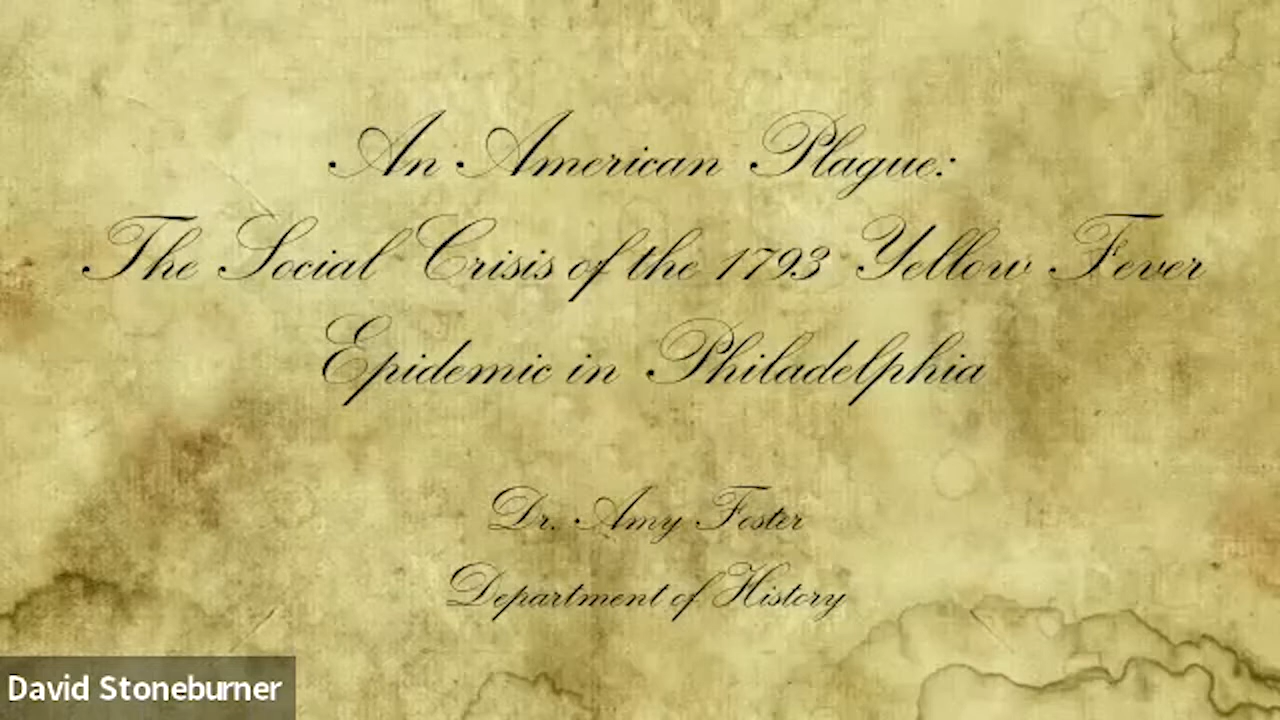 An American Plague:
The Social Crisis of the 1793 Yellow Fever
Epidemic in Philadelphia
Dr. Amy Foster
Department of History
David Stoneburner